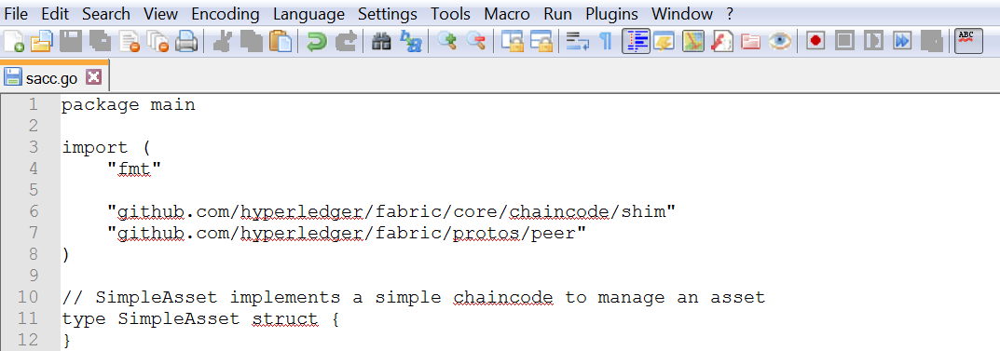 File Edit Search View Encoding Language Settings Tools Macro Run Plugins Window ?
ABC
sacc.go
1 package main
2
3 import (
4     "fmt"
5
6     "github.com/hyperledger/fabric/core/chaincode/shim"
7     "github.com/hyperledger/fabric/protos/peer"
8 )
9
10 // SimpleAsset implements a simple chaincode to manage an asset
11 type SimpleAsset struct {
12 }